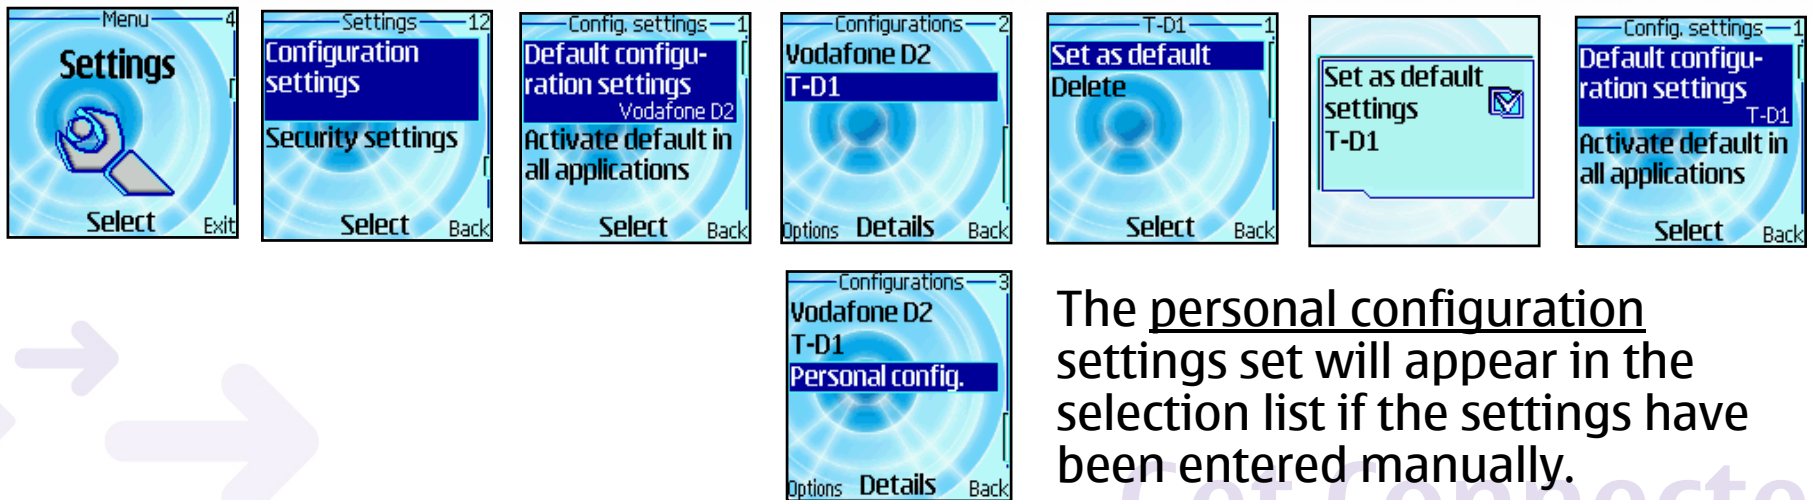 Menu 4
Settings
Select Exit
Settings 12
Configuration
settings
Security settings
Select Back
Config. settings 1
Default configu-
ration settings
Vodafone D2
Activate default in
all applications
Select Back
Configurations 2
Vodafone D2
T-D1
Options Details Back
T-D1 1
Set as default
Delete
Select Back
Set as default
settings
T-D1
Config. settings 1
Default configu-
ration settings
T-D1
Activate default in
all applications
Select Back
Configurations 3
Vodafone D2
T-D1
Personal config.
Options Details Back
The personal configuration
settings set will appear in the
selection list if the settings have
been entered manually.